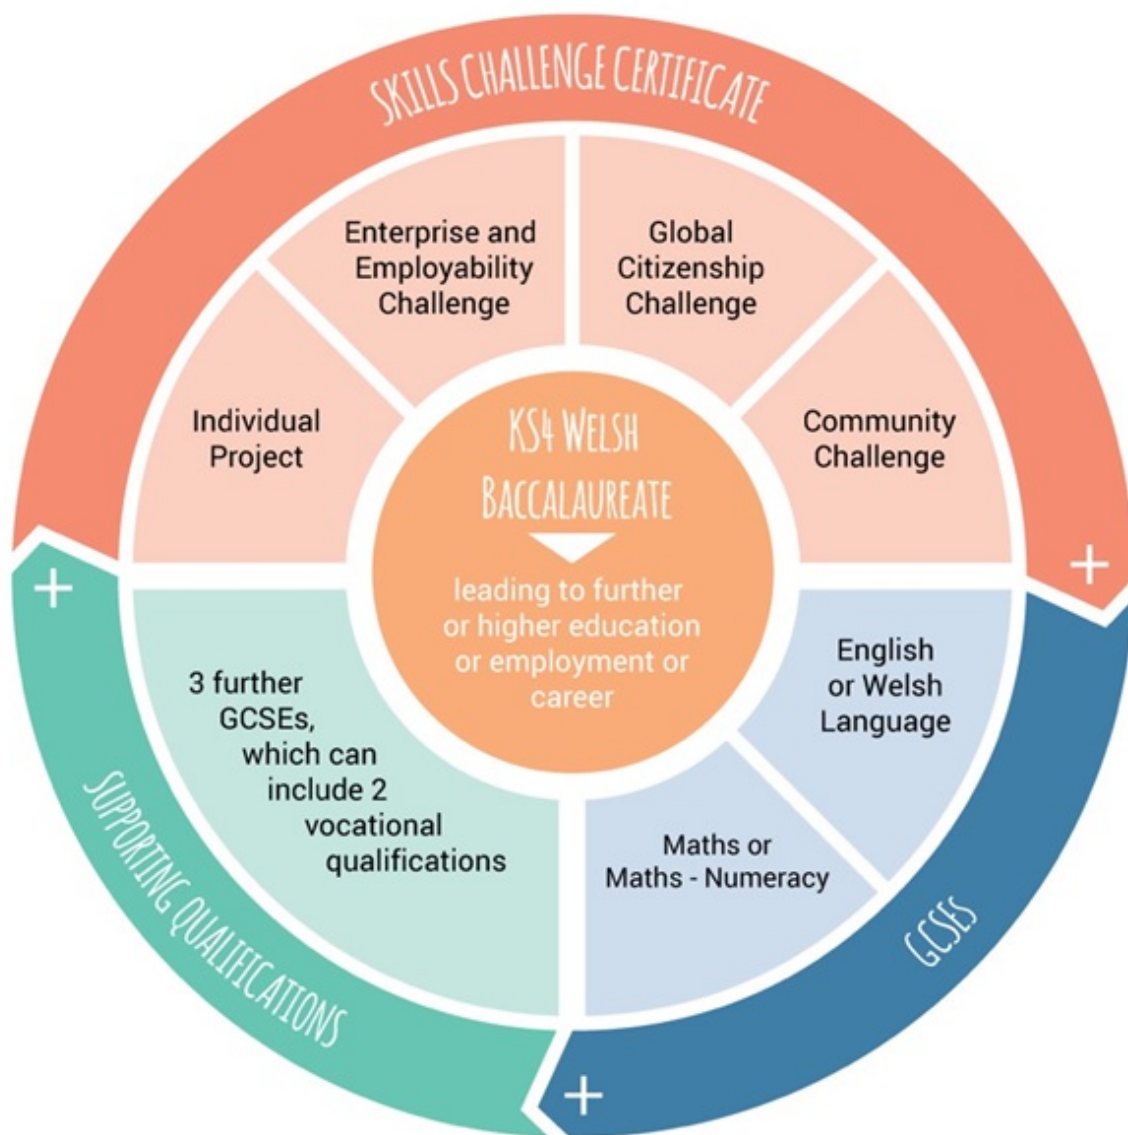 SKILLS CHALLENGE CERTIFICATE
Enterprise and
Employability
Challenge
Global
Citizenship
Challenge
Individual
Project
Community
Challenge
KS4 WELSH
BACCALAUREATE
leading to further
or higher education
or employment or
career
+
+
English
or Welsh
Language
3 further
GCSEs,
which can
include 2
vocational
qualifications
Maths or
Maths - Numeracy
SUPPORTING QUALIFICATIONS
GCSES
+